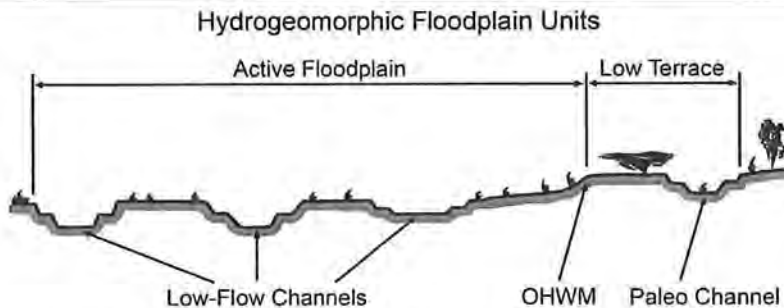 Hydrogeomorphic Floodplain Units
Active Floodplain
Low Terrace
Low-Flow Channels
OHWM
Paleo Channel